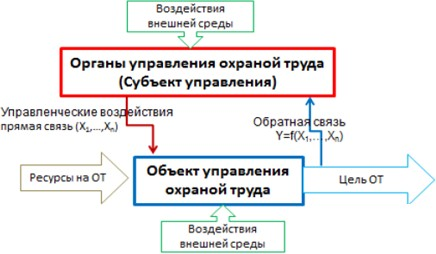 Воздействия
внешней среды
Органы управления охраной труда
(Субъект управления)
Управленческие воздействия
прямая связь (X1,...,Xn)
Обратная связь
Y=f(X1,...,Xn)
Ресурсы на ОТ
Объект управления
охраной труда
Цель ОТ
Воздействия
внешней среды